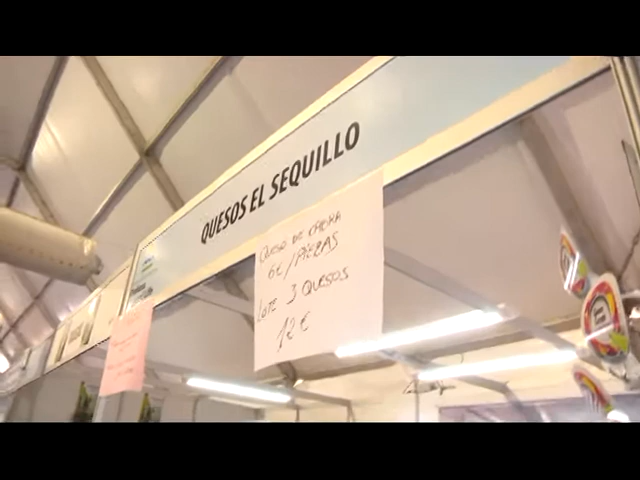 QUESOS EL SEQUILLO
QUESO DE CABRA
6€/PIEZAS
LOTE 3 QUESOS
12€